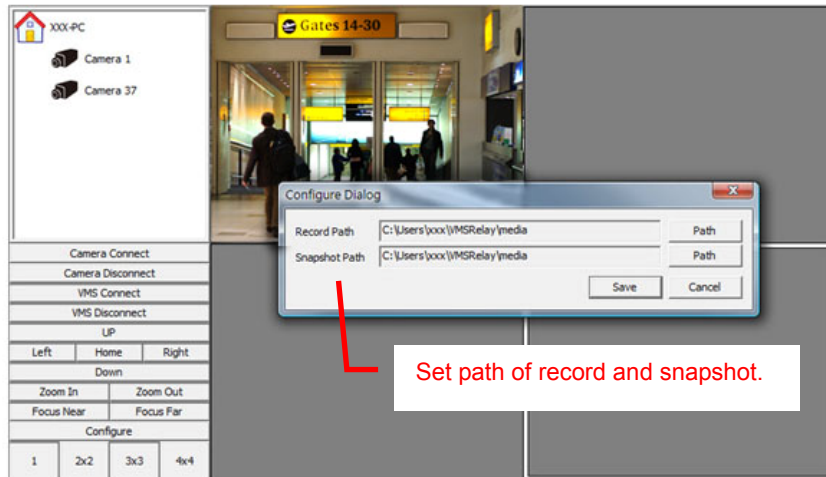 XXX-PC
Camera 1
Camera 37
Gates 14-30
Configure Dialog
Record Path C:\Users\xxx\VMSRelay\media Path
Snapshot Path C:\Users\xxx\VMSRelay\media Path
Save Cancel
Set path of record and snapshot.
Camera Connect
Camera Disconnect
VMS Connect
VMS Disconnect
UP
Left Home Right
Down
Zoom In Zoom Out
Focus Near Focus Far
Configure
1 2x2 3x3 4x4